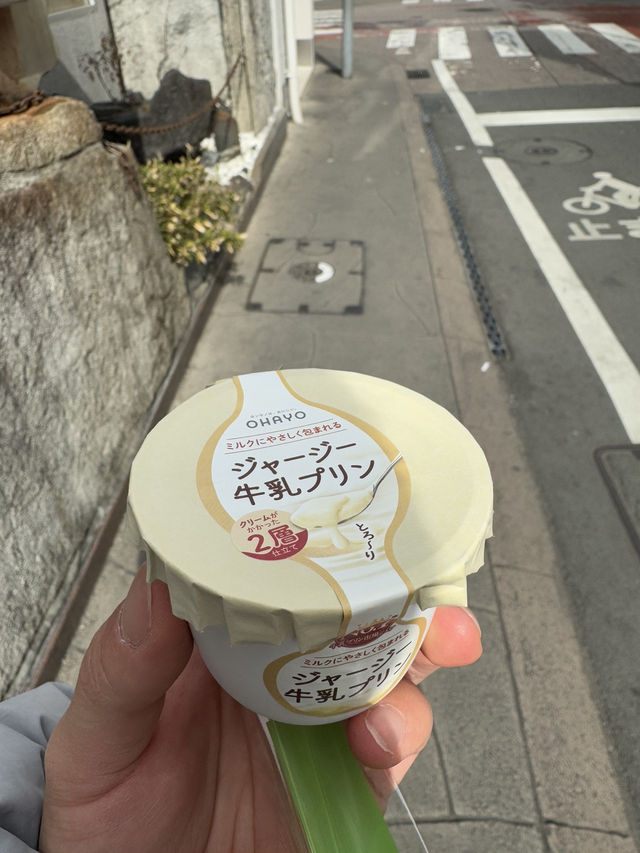 OHAYO
ミルクにやさしく包まれる
ジャージー
牛乳プリン
クリームが
かかった
2層
仕立て
とろ〜り
ミルクにやさしく包まれる
ジャージー
牛乳プリン